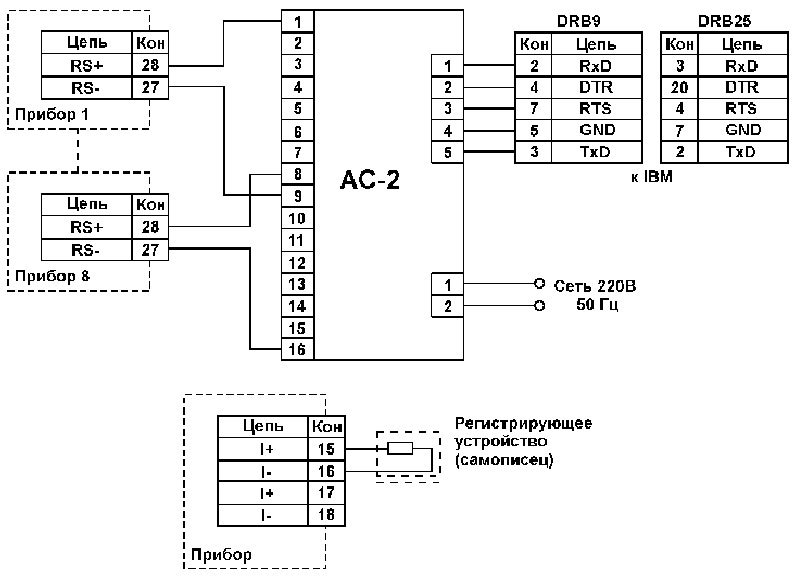 Цепь Кон
RS+ 28
RS- 27
Прибор 1
Цепь Кон
RS+ 28
RS- 27
Прибор 8
1
2
3
4
5
6
7
8
9
10
11
12
13
14
15
16
АС-2
1
2
3
4
5
1
2
DRB9
Кон Цепь
2 RxD
4 DTR
7 RTS
5 GND
3 TxD
DRB25
Кон Цепь
3 RxD
20 DTR
4 RTS
7 GND
2 TxD
к IBM
Сеть 220В
50 Гц
Цепь Кон
I+ 15
I- 16
I+ 17
I- 18
Прибор
Регистрирующее
устройство
(самописец)